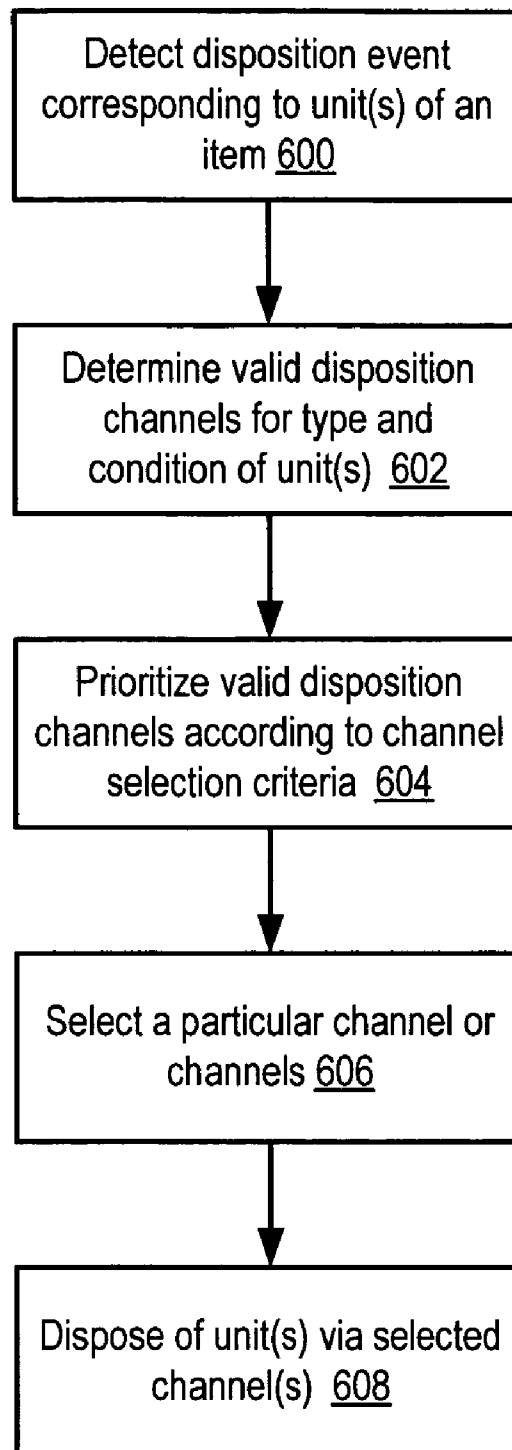 Detect disposition event
corresponding to unit(s) of an
item 600
Determine valid disposition
channels for type and
condition of unit(s) 602
Prioritize valid disposition
channels according to channel
selection criteria 604
Select a particular channel or
channels 606
Dispose of unit(s) via selected
channel(s) 608